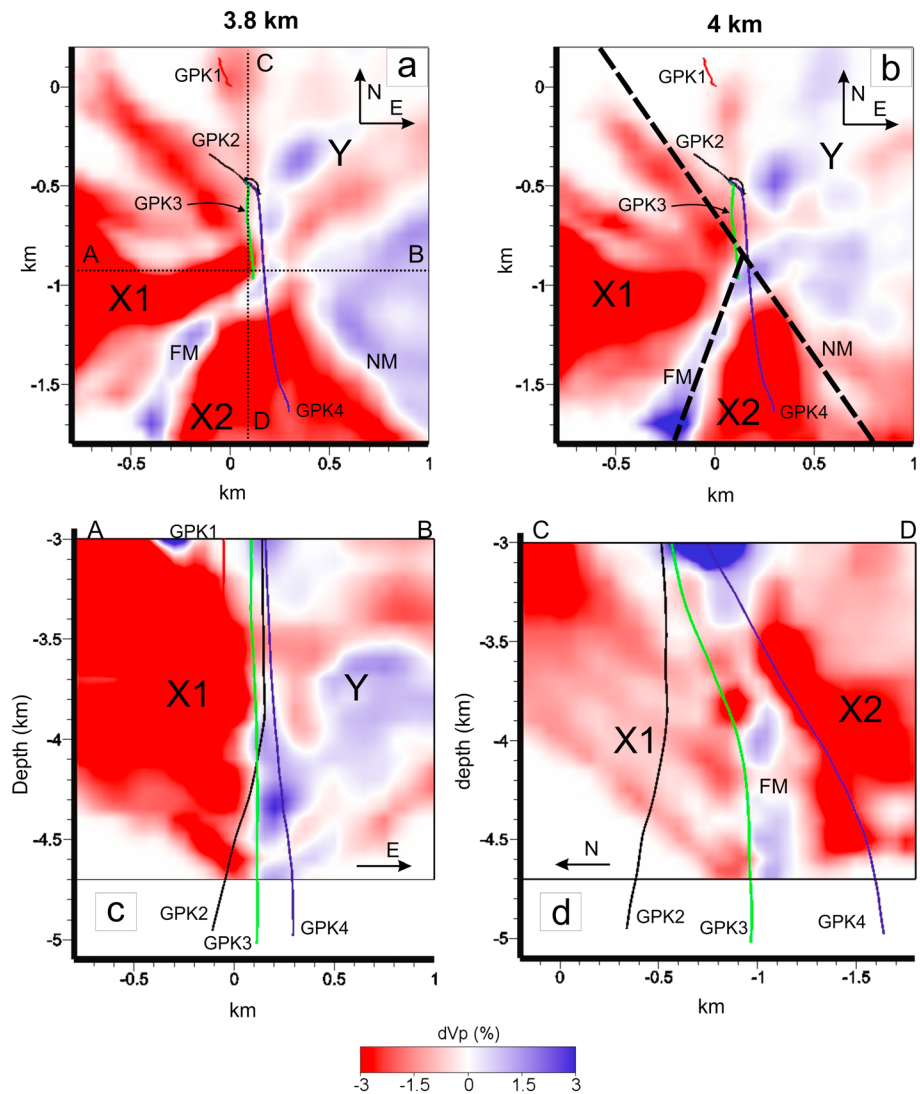 3.8 km
4 km
C
a
GPK1
N
E
GPK2
Y
GPK3
A
B
X1
FM
NM
X2
D
GPK4
0
-0.5
-1
-1.5
km
-0.5 0 0.5 1
km
b
GPK1
N
E
GPK2
Y
GPK3
X1
NM
FM
X2
GPK4
0
-0.5
-1
-1.5
km
-0.5 0 0.5 1
km
A
GPK1
B
X1
Y
E
c
GPK2
GPK3
GPK4
-3
-3.5
-4
-4.5
-5
Depth (km)
-0.5 0 0.5 1
km
C
D
X2
X1
FM
N
d
GPK2
GPK3
GPK4
-3
-3.5
-4
-4.5
-5
depth (km)
0 -0.5 -1 -1.5
km
dVp (%)
-3 -1.5 0 1.5 3